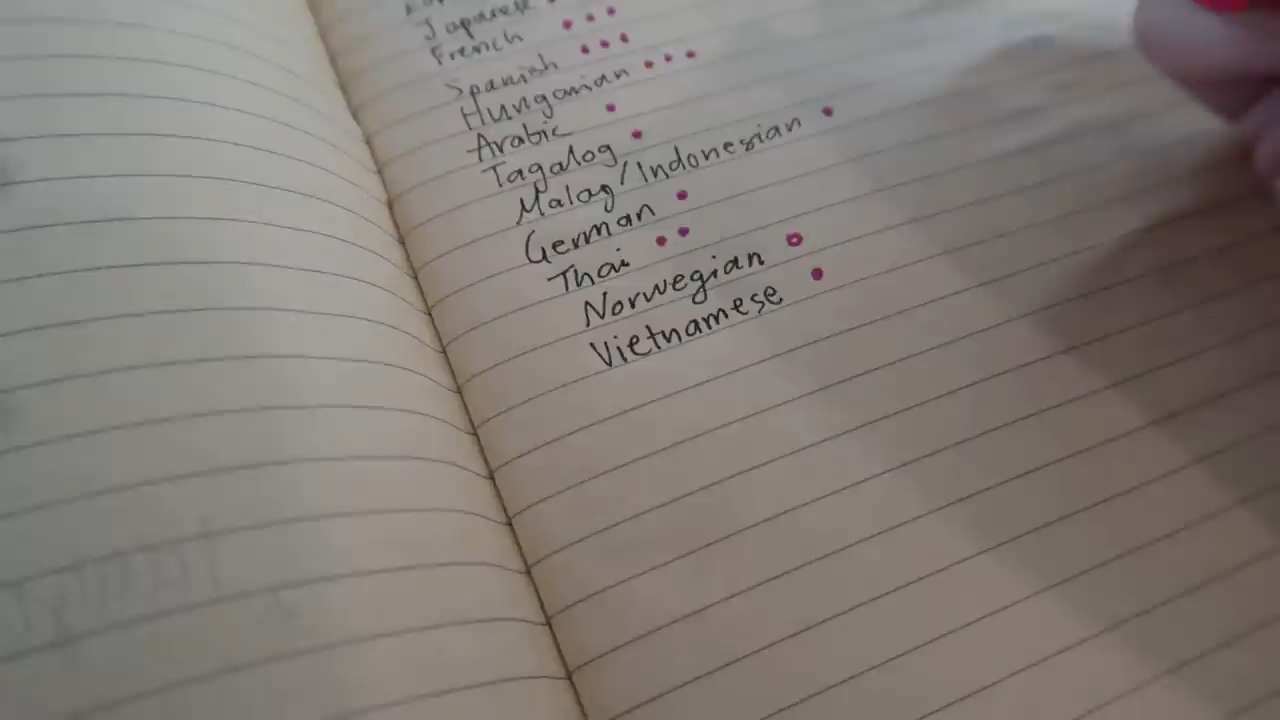 Japanese
French
Spanish
Hungarian
Arabic
Tagalog
Malay/Indonesian
German
Thai
Norwegian
Vietnamese